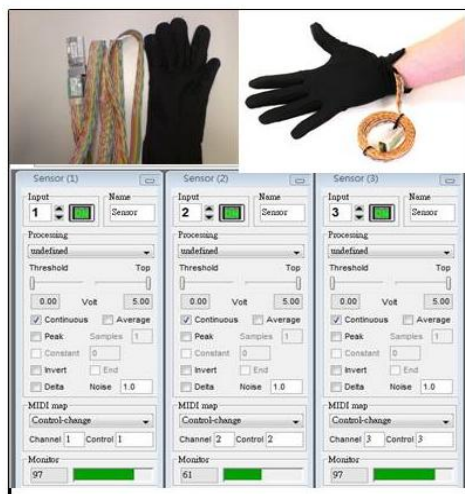 Sensor (1)
Input
Name
1
ON
Sensor
Processing
undefined
Threshold
Top
0.00
Volt
5.00
Continuous
Average
Peak
Samples
1
Constant
0
Invert
End
Delta
Noise
1.0
MIDI map
Control-change
Channel
1
Control
1
Monitor
97
Sensor (2)
Input
Name
2
ON
Sensor
Processing
undefined
Threshold
Top
0.00
Volt
5.00
Continuous
Average
Peak
Samples
1
Constant
0
Invert
End
Delta
Noise
1.0
MIDI map
Control-change
Channel
2
Control
2
Monitor
61
Sensor (3)
Input
Name
3
ON
Sensor
Processing
undefined
Threshold
Top
0.00
Volt
5.00
Continuous
Average
Peak
Samples
1
Constant
0
Invert
End
Delta
Noise
1.0
MIDI map
Control-change
Channel
3
Control
3
Monitor
97